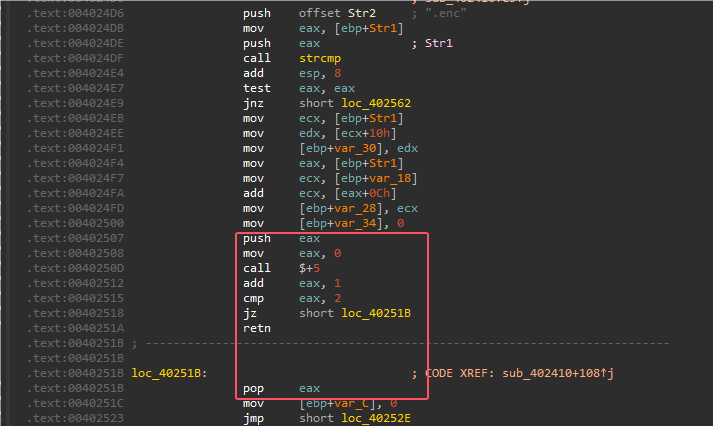 .text:004024D6 push offset Str2 ; ".enc"
.text:004024DB mov eax, [ebp+Str1]
.text:004024DE push eax ; Str1
.text:004024DF call strcmp
.text:004024E4 add esp, 8
.text:004024E7 test eax, eax
.text:004024E9 jnz short loc_402562
.text:004024EB mov ecx, [ebp+Str1]
.text:004024EE mov edx, [ecx+10h]
.text:004024F1 mov [ebp+var_30], edx
.text:004024F4 mov eax, [ebp+Str1]
.text:004024F7 mov ecx, [ebp+var_18]
.text:004024FA add ecx, [eax+0Ch]
.text:004024FD mov [ebp+var_28], ecx
.text:00402500 mov [ebp+var_34], 0
.text:00402507 push eax
.text:00402508 mov eax, 0
.text:0040250D call $+5
.text:00402512 add eax, 1
.text:00402515 cmp eax, 2
.text:00402518 jz short loc_40251B
.text:0040251A retn
.text:0040251B ; ---------------------------------------------------------------------------
.text:0040251B
.text:0040251B loc_40251B: ; CODE XREF: sub_402410+108↑j
.text:0040251B pop eax
.text:0040251C mov [ebp+var_C], 0
.text:00402523 jmp short loc_40252E